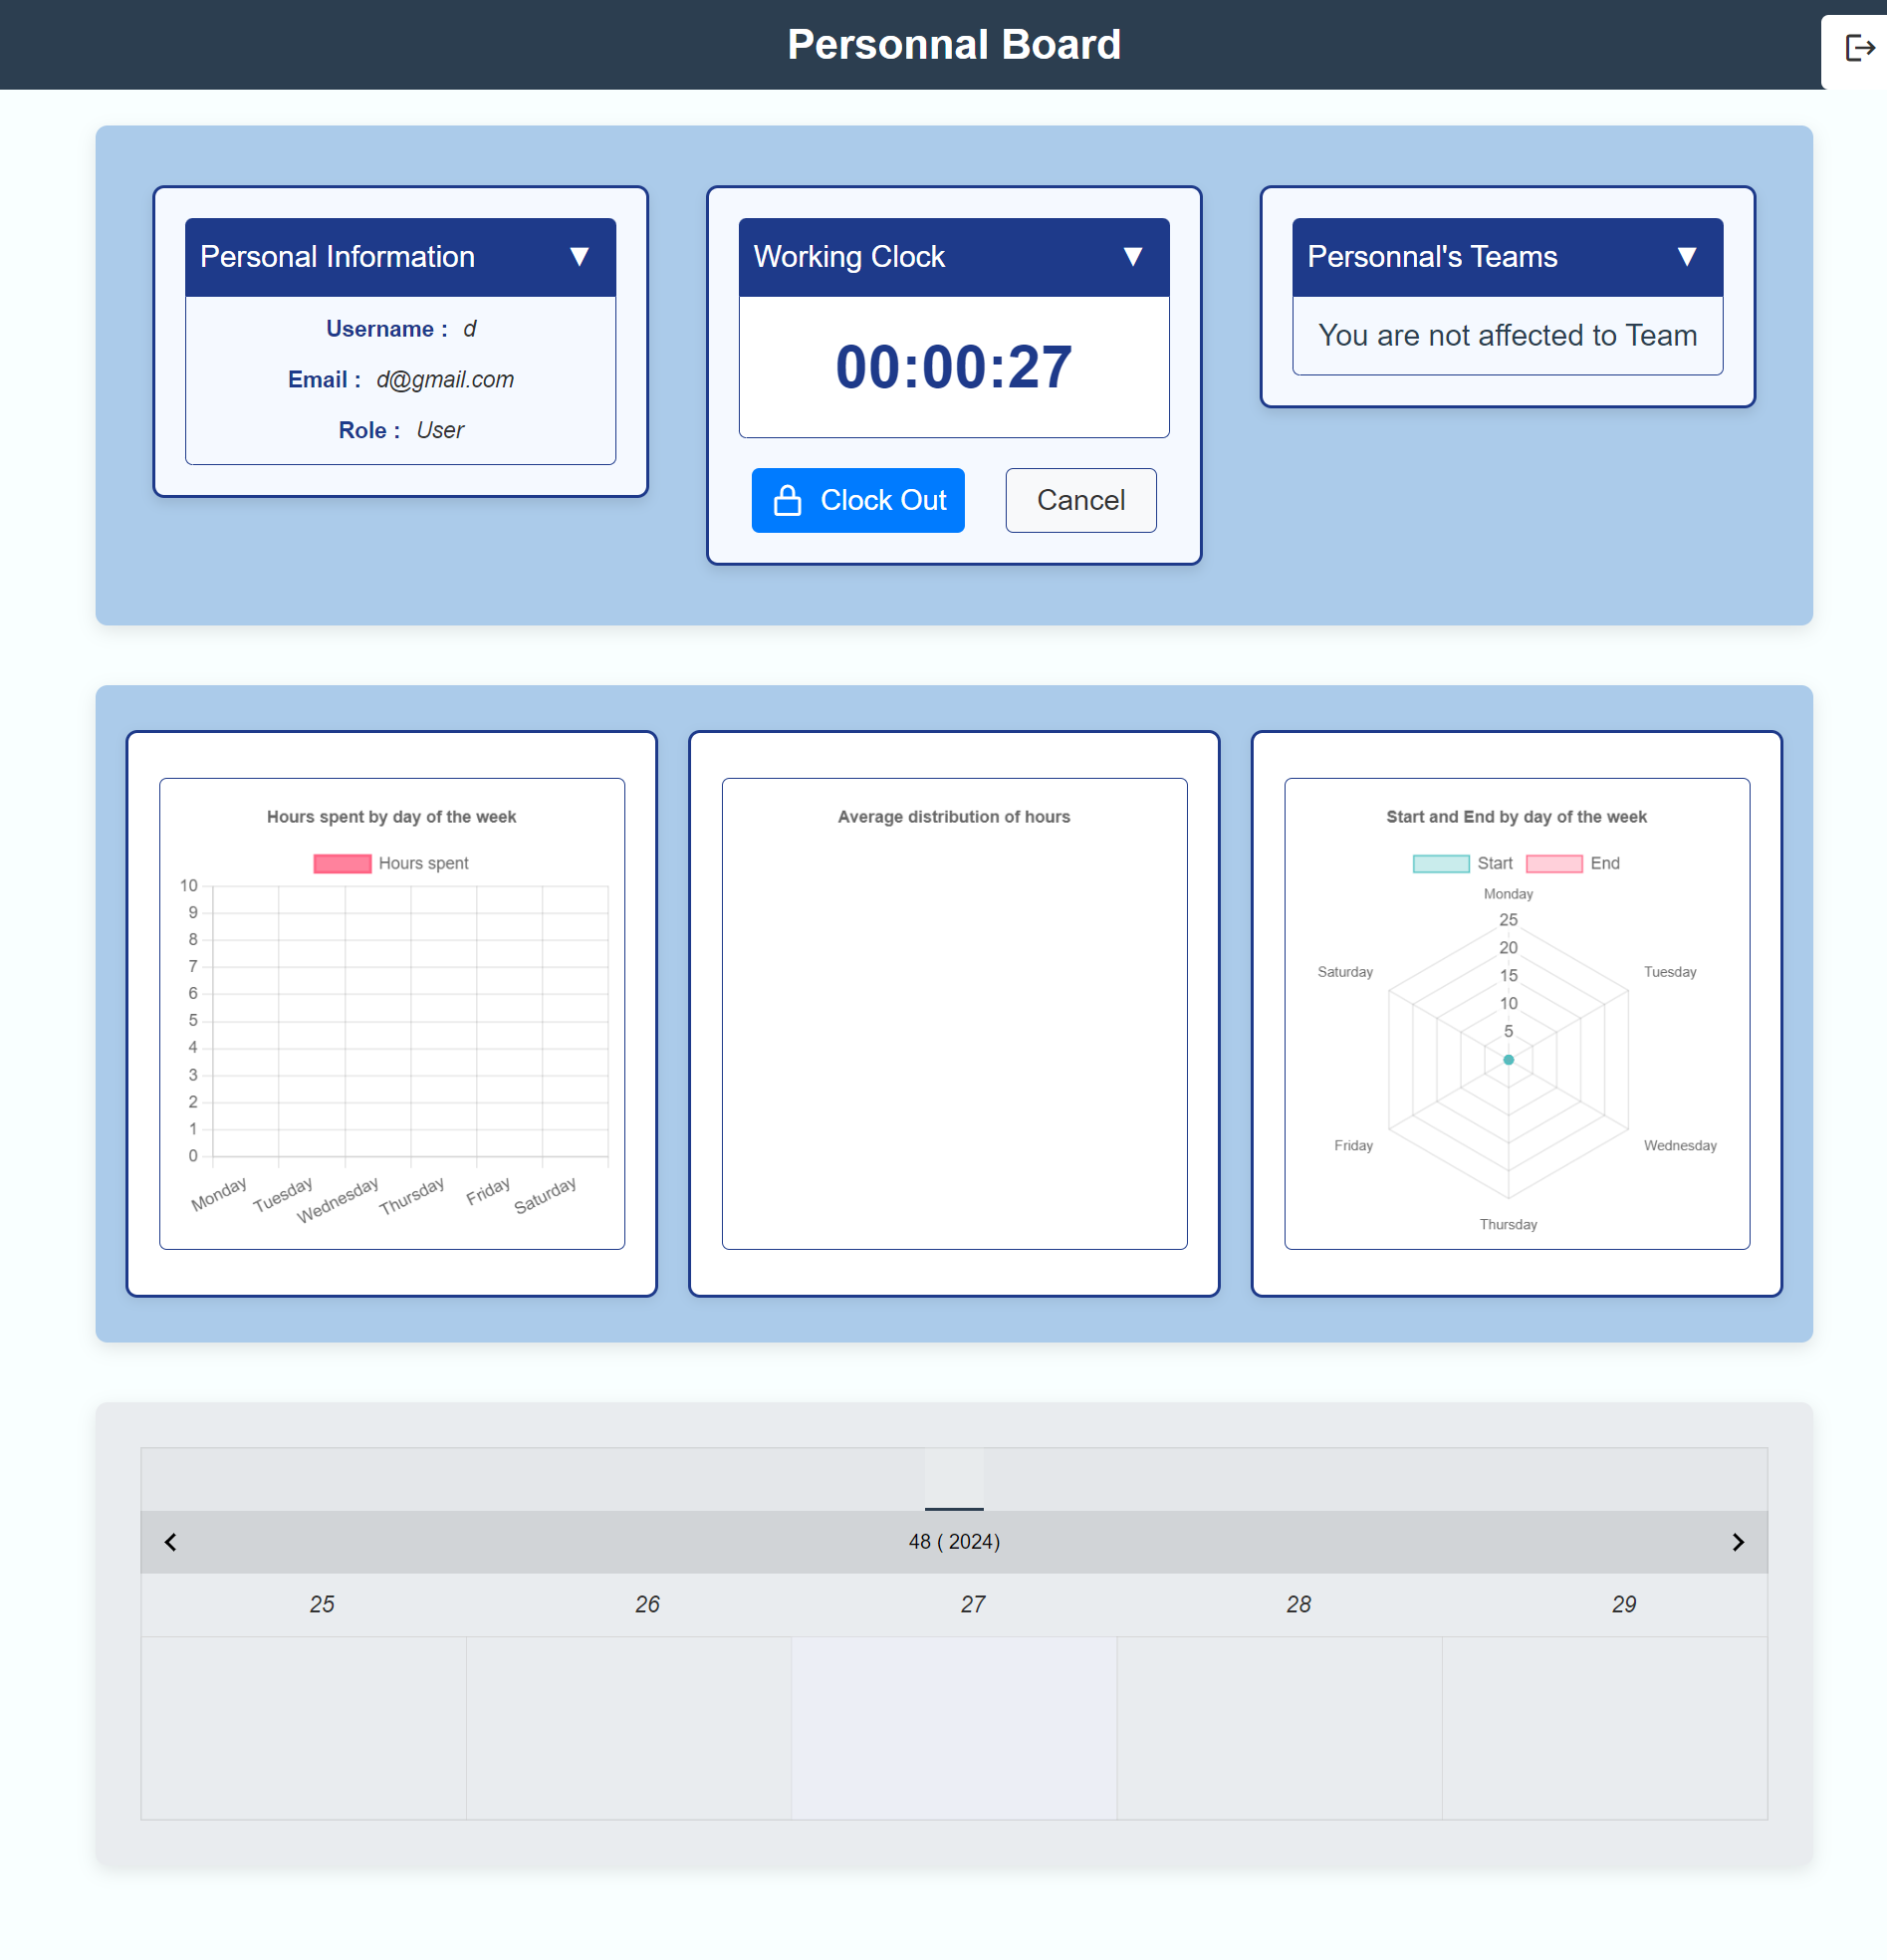 Personnal Board
Personal Information ▼
Username : d
Email : d@gmail.com
Role : User
Working Clock ▼
00:00:27
Clock Out
Cancel
Personnal's Teams ▼
You are not affected to Team
Hours spent by day of the week
Hours spent
10
9
8
7
6
5
4
3
2
1
0
Monday
Tuesday
Wednesday
Thursday
Friday
Saturday
Average distribution of hours
Start and End by day of the week
Start End
Monday
25
20
15
10
5
Saturday
Tuesday
Friday
Wednesday
Thursday
48 ( 2024)
25 26 27 28 29